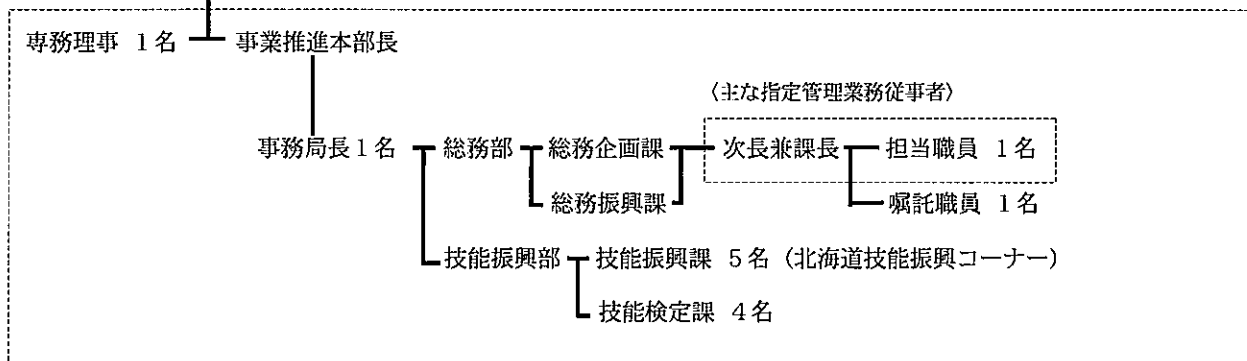 専務理事 1名 事業推進本部長
〈主な指定管理業務従事者〉
事務局長1名 総務部 総務企画課 次長兼課長 担当職員 1名
総務振興課 嘱託職員 1名
技能振興部 技能振興課 5名（北海道技能振興コーナー）
技能検定課 4名